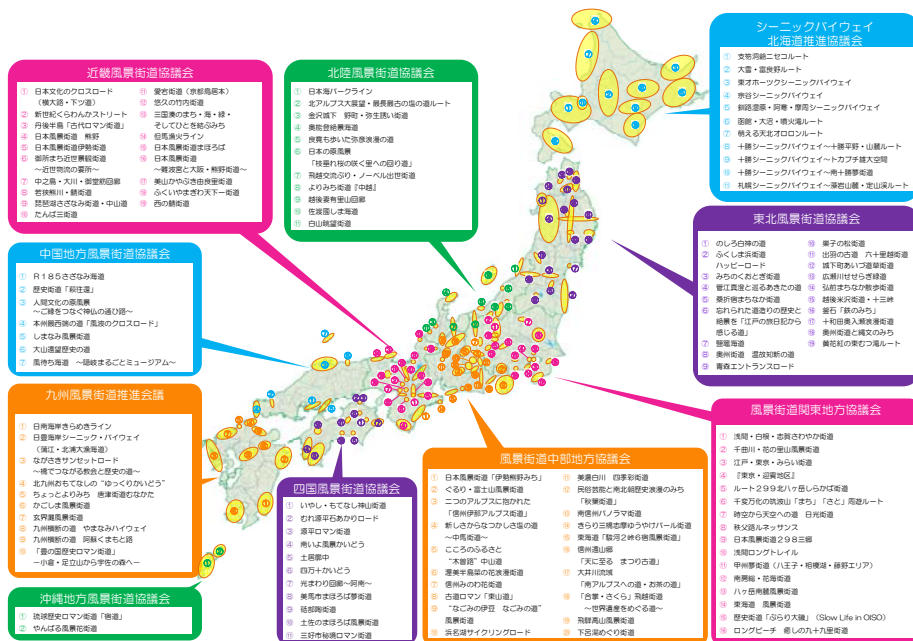 近畿風景街道協議会
① 日本文化のクロスロード
（横大路・下ツ道）
② 新世紀くらわんかストリート
③ 丹後半島「古代ロマン街道」
④ 日本風景街道 熊野
⑤ 日本風景街道伊勢街道
⑥ 御所まち近世景観街道
～近世物流の要所～
⑦ 中之島・大川・御堂筋回廊
⑧ 若狭熊川・鯖街道
⑨ 琵琶湖さざなみ街道・中山道
⑩ たんば三街道
⑪ 愛宕街道（京都鳥居本）
⑫ 悠久の竹内街道
⑬ 三国湊のまち・海・緑・
そしてひとを結ぶみち
⑭ 但馬漁火ライン
⑮ 日本風景街道まほろば
⑯ 日本風景街道
～難波宮と大阪・熊野街道～
⑰ 美山かやぶき由良里街道
⑱ ふくいやまぎわ天下一街道
⑲ 西の鯖街道
北陸風景街道協議会
① 日本海パークライン
② 北アルプス大展望・最長最古の塩の道ルート
③ 金沢城下 野町・弥生誘い街道
④ 奥能登絶景海道
⑤ 良寛も歩いた弥彦浪漫の道
⑥ 日本の原風景
「枝垂れ桜の咲く里への回り道」
⑦ 飛越交流ぶり・ノーベル出世街道
⑧ よりみち街道『中越』
⑨ 越後妻有里山回廊
⑩ 佐渡國しま海道
⑪ 白山眺望街道
シーニックバイウェイ
北海道推進協議会
① 支笏洞爺ニセコルート
② 大雪・富良野ルート
③ 東オホーツクシーニックバイウェイ
④ 宗谷シーニックバイウェイ
⑤ 釧路湿原・阿寒・摩周シーニックバイウェイ
⑥ 函館・大沼・噴火湾ルート
⑦ 萌える天北オロロンルート
⑧ 十勝シーニックバイウェイ～十勝平野・山麓ルート
⑨ 十勝シーニックバイウェイ～トカプチ雄大空間
⑩ 十勝シーニックバイウェイ～南十勝夢街道
⑪ 札幌シーニックバイウェイ～藻岩山麓・定山渓ルート
東北風景街道協議会
① のしろ白神の道
② ふくしま浜街道
ハッピーロード
③ みちのくおとぎ街道
④ 菅江真澄と巡るあきたの道
⑤ 桑折宿まちなか街道
⑥ 忘れられた道造りの歴史と
絶景を「江戸の旅日記から
感じる道」
⑦ 磐陽海道
⑧ 奥州街道 温故知新の道
⑨ 青森エントランスロード
⑩ 栗子の松街道
⑪ 出羽の古道 六十里越街道
⑫ 城下町あいづ道草街道
⑬ 広瀬川せせらぎ緑道
⑭ 弘前まちなか散歩街道
⑮ 越後米沢街道・十三峠
⑯ 釜石「鉄のみち」
⑰ 十和田奥入瀬浪漫街道
⑱ 奥州街道と縄文のみち
⑲ 黄花紅の東むつ湾ルート
中国地方風景街道協議会
① Ｒ１８５さざなみ海道
② 歴史街道「萩往還」
③ 人間文化の原風景
～ご縁をつなぐ神仏の通ひ路～
④ 本州最西端の道「風波のクロスロード」
⑤ しまなみ風景街道
⑥ 大山遠望歴史の道
⑦ 風待ち海道 ～隠岐まるごとミュージアム～
九州風景街道推進会議
① 日南海岸きらめきライン
② 日豊海岸シーニック・バイウェイ
（蒲江・北浦大漁海道）
③ ながさきサンセットロード
～橋でつながる教会と歴史の道～
④ 北九州おもてなしの“ゆっくりかいどう”
⑤ ちょっとよりみち 唐津街道むなかた
⑥ かごしま風景街道
⑦ 玄界灘風景街道
⑧ 九州横断の道 やまなみハイウェイ
⑨ 九州横断の道 阿蘇くまもと路
⑩ 「豊の国歴史ロマン街道」
－小倉・足立山から宇佐の森へ－
沖縄地方風景街道協議会
① 琉球歴史ロマン街道「宿道」
② やんばる風景花街道
四国風景街道協議会
① いやし・もてなし神山街道
② むれ源平石あかりロード
③ 源平ロマン街道
④ 南いよ風景かいどう
⑤ 土居廓中
⑥ 四万十かいどう
⑦ 光まわり回廊～阿南～
⑧ 美馬市まほろば夢街道
⑨ 砥部陶街道
⑩ 土佐のまほろば風景街道
⑪ 三好市秘境ロマン街道
風景街道中部地方協議会
① 日本風景街道「伊勢熊野みち」
② ぐるり・富士山風景街道
③ 二つのアルプスに抱かれた
「信州伊那アルプス街道」
④ 新しさからなつかしさ塩の道
～中馬街道～
⑤ こころのふるさと
“木曽路”中山道
⑥ 渥美半島菜の花浪漫街道
⑦ 信州みのわ花街道
⑧ 古道ロマン「東山道」
⑨ “なごみの伊豆 なごみの道”
風景街道
⑩ 浜名湖サイクリングロード
⑪ 美濃白川 四季彩街道
⑫ 民俗芸能と南北朝歴史浪漫のみち
「秋葉街道」
⑬ 南信州パノラマ街道
⑭ きらり三橋志摩ゆうやけパール街道
⑮ 東海道「駿河２峠６宿風景街道」
⑯ 信州遠山郷
「天に至る まつり古道」
⑰ 大井川流域
「南アルプスへの道・お茶の道」
⑱ 「合掌・さくら」飛越街道
～世界遺産をめぐる道～
⑲ 飛騨高山風景街道
⑳ 下呂湯めぐり街道
風景街道関東地方協議会
① 浅間・白根・志賀さわやか街道
② 千曲川・花の里山風景街道
③ 江戸・東京・みらい街道
④ 『東京・迎賓地区』
⑤ ルート２９９北八ヶ岳しらかば街道
⑥ 千変万化の筑波山「まち」「さと」周遊ルート
⑦ 時空から天空への道 日光街道
⑧ 秩父路ルネッサンス
⑨ 日本風景街道２９８三郷
⑩ 浅間ロングトレイル
⑪ 甲州夢街道（八王子・相模湖・藤野エリア）
⑫ 南房総・花海街道
⑬ 八ヶ岳南麓風景街道
⑭ 東海道 風景街道
⑮ 歴史街道「ぶらり大磯」（Slow Life in OISO）
⑯ ロングビーチ 癒しの九十九里街道